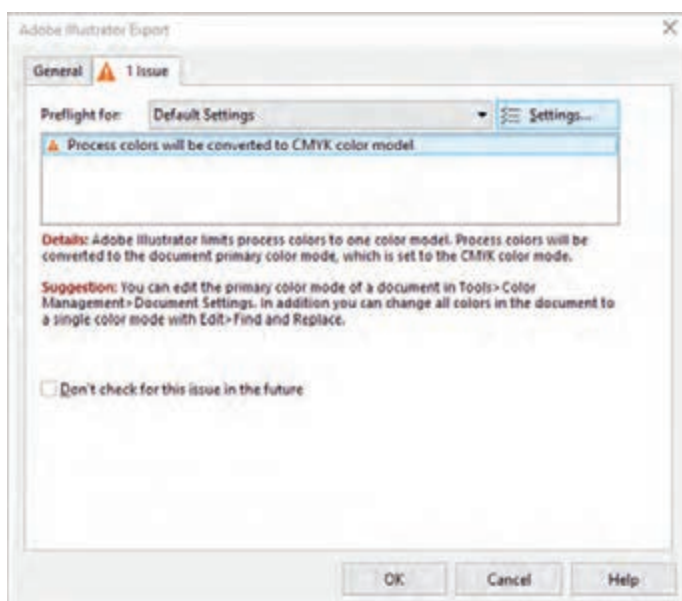 Adobe Illustrator Export
General 1 Issue
Preflight for: Default Settings Settings...
Process colors will be converted to CMYK color model
Details: Adobe Illustrator limits process colors to one color model. Process colors will be
converted to the document primary color mode, which is set to the CMYK color mode.
Suggestion: You can edit the primary color mode of a document in Tools>Color
Management>Document Settings. In addition you can change all colors in the document to
a single color mode with Edit>Find and Replace.
Don't check for this issue in the future
OK Cancel Help